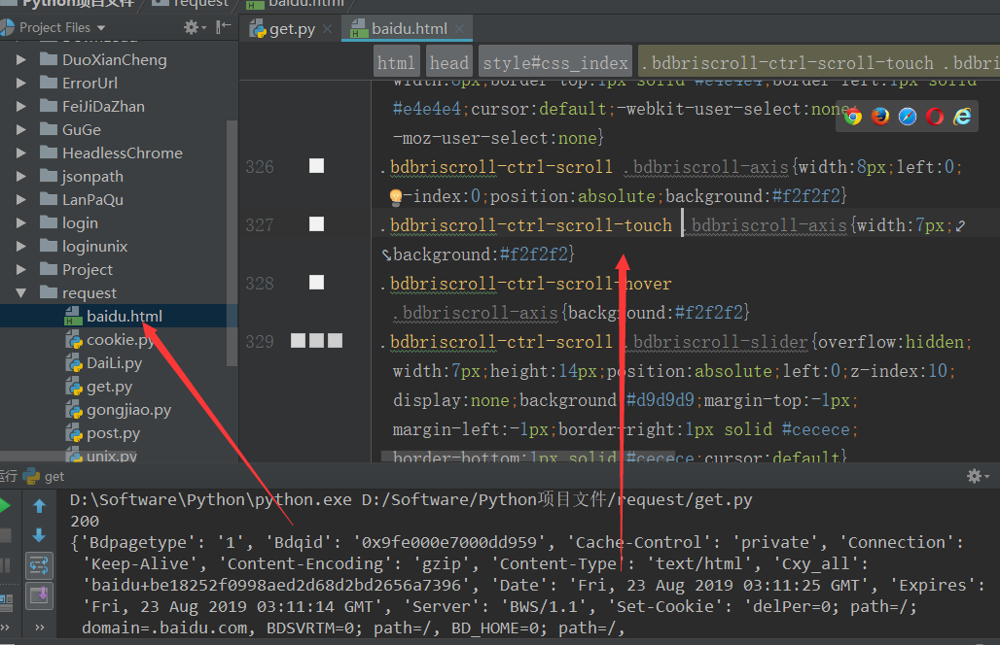 Python项目文件 request baidu.html
Project Files
get.py
baidu.html
html head style#css_index .bdbriscroll-ctrl-scroll-touch .bdbri
DuoXianCheng
ErrorUrl
FeiJiDaZhan
GuGe
HeadlessChrome
jsonpath
LanPaQu
login
loginunix
Project
request
baidu.html
cookie.py
DaiLi.py
get.py
gongjiao.py
post.py
unix.py
width:8px;border-top:1px solid #e4e4e4;border-left:1px solid
#e4e4e4;cursor:default;-webkit-user-select:none;
-moz-user-select:none}
326 .bdbriscroll-ctrl-scroll .bdbriscroll-axis{width:8px;left:0;
-index:0;position:absolute;background:#f2f2f2}
327 .bdbriscroll-ctrl-scroll-touch .bdbriscroll-axis{width:7px;
background:#f2f2f2}
328 .bdbriscroll-ctrl-scroll-hover
.bdbriscroll-axis{background:#f2f2f2}
329 .bdbriscroll-ctrl-scroll .bdbriscroll-slider{overflow:hidden;
width:7px;height:14px;position:absolute;left:0;z-index:10;
display:none;background:#d9d9d9;margin-top:-1px;
margin-left:-1px;border-right:1px solid #cecece;
border-bottom:1px solid #cecece;cursor:default}
运行 get
D:\Software\Python\python.exe D:/Software/Python项目文件/request/get.py
200
{'Bdpagetype': '1', 'Bdqid': '0x9fe000e7000dd959', 'Cache-Control': 'private', 'Connection':
'Keep-Alive', 'Content-Encoding': 'gzip', 'Content-Type': 'text/html', 'Cxy_all':
'baidu+be18252f0998aed2d68d2bd2656a7396', 'Date': 'Fri, 23 Aug 2019 03:11:25 GMT', 'Expires':
'Fri, 23 Aug 2019 03:11:14 GMT', 'Server': 'BWS/1.1', 'Set-Cookie': 'delPer=0; path=/;
domain=.baidu.com, BDSVRTM=0; path=/, BD_HOME=0; path=/,